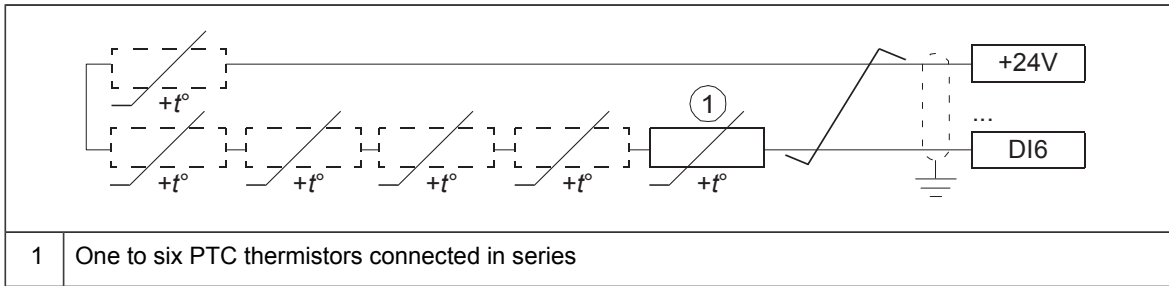 +24V
+t°
1
...
DI6
+t° +t° +t° +t° +t°
1 One to six PTC thermistors connected in series